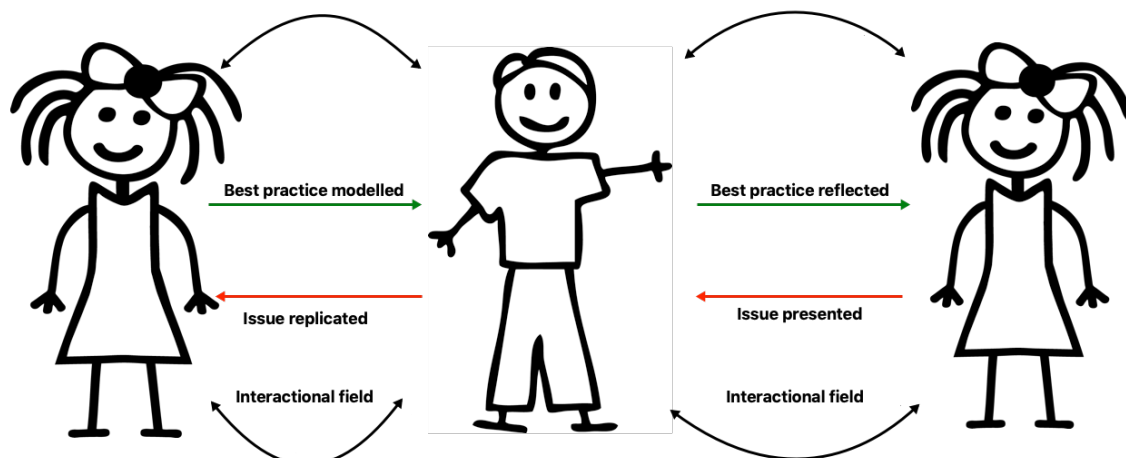 Best practice modelled
Best practice reflected
Issue replicated
Issue presented
Interactional field
Interactional field